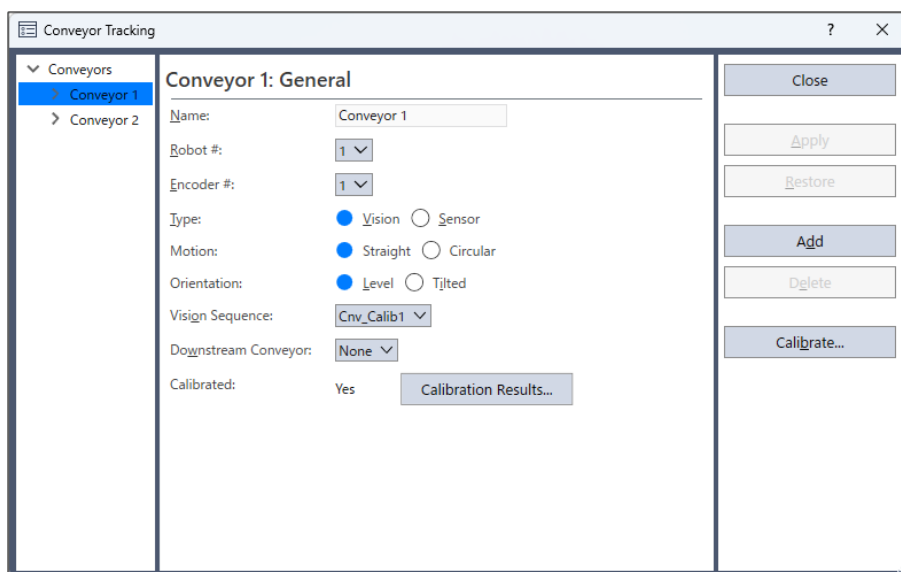 Conveyor Tracking ?
Conveyors
Conveyor 1
Conveyor 2
Conveyor 1: General
Name: Conveyor 1
Robot #: 1
Encoder #: 1
Type: Vision Sensor
Motion: Straight Circular
Orientation: Level Tilted
Vision Sequence: Cnv_Calib1
Downstream Conveyor: None
Calibrated: Yes Calibration Results...
Close
Apply
Restore
Add
Delete
Calibrate...